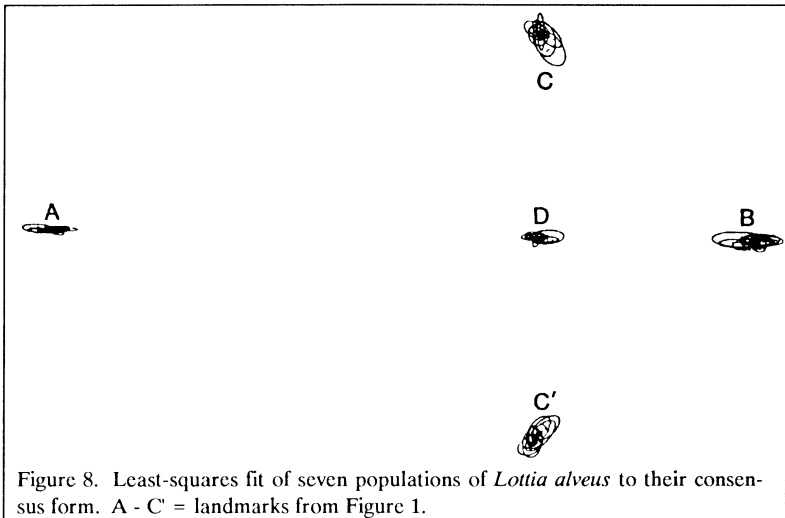 C
A
D
B
C'
Figure 8. Least-squares fit of seven populations of Lottia alveus to their consen-
sus form. A - C' = landmarks from Figure 1.